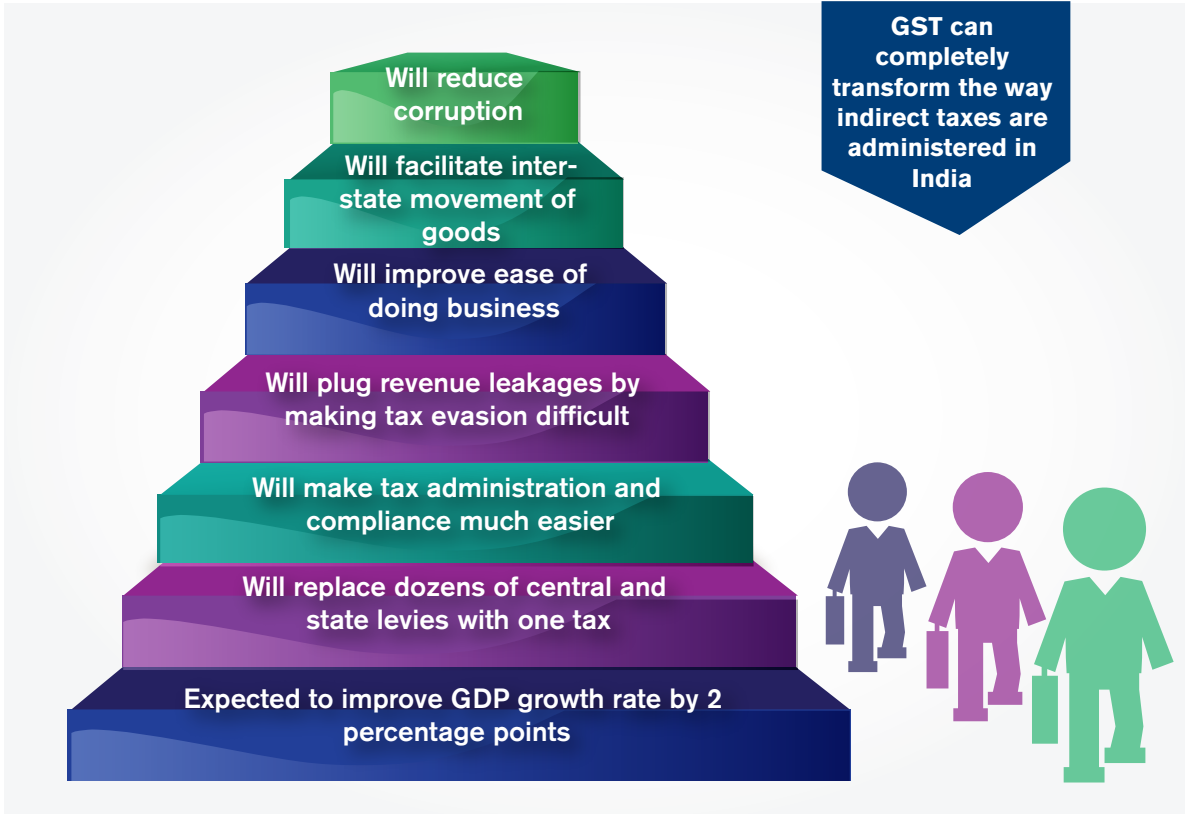 GST can
completely
transform the way
indirect taxes are
administered in
India
Will reduce
corruption
Will facilitate inter-
state movement of
goods
Will improve ease of
doing business
Will plug revenue leakages by
making tax evasion difficult
Will make tax administration and
compliance much easier
Will replace dozens of central and
state levies with one tax
Expected to improve GDP growth rate by 2
percentage points